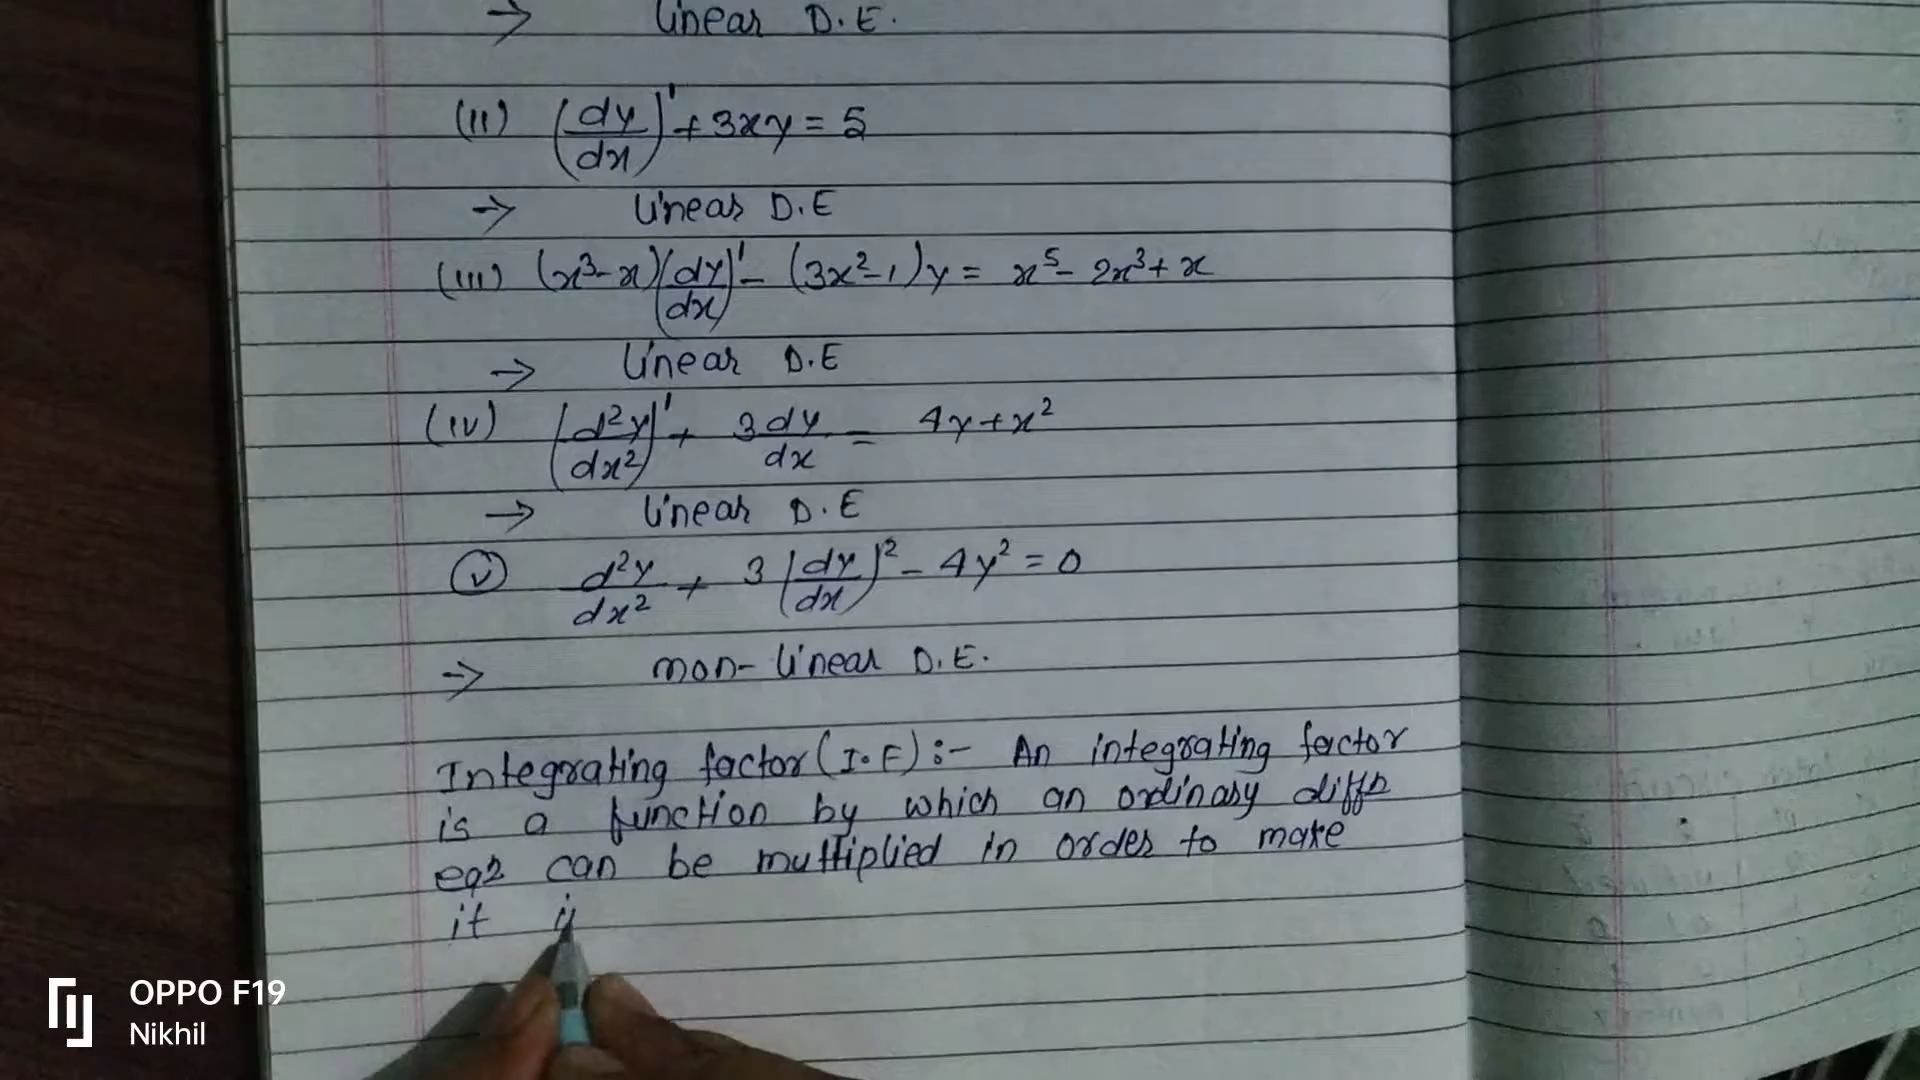 → linear D.E.
(II) (dy/dx)' + 3xy = 5
→ linear D.E
(III) (x³-x)(dy/dx)' - (3x²-1)y = x⁵- 2x³+ x
→ linear D.E
(IV) (d²y/dx²)' + 3dy/dx = 4y+x²
→ linear D.E
(V) d²y/dx² + 3(dy/dx)² - 4y² = 0
→ non-linear D.E.
Integrating factor (I.F) :- An integrating factor
is a function by which an ordinary diffn
eqn can be multiplied in order to make
it i
OPPO F19
Nikhil